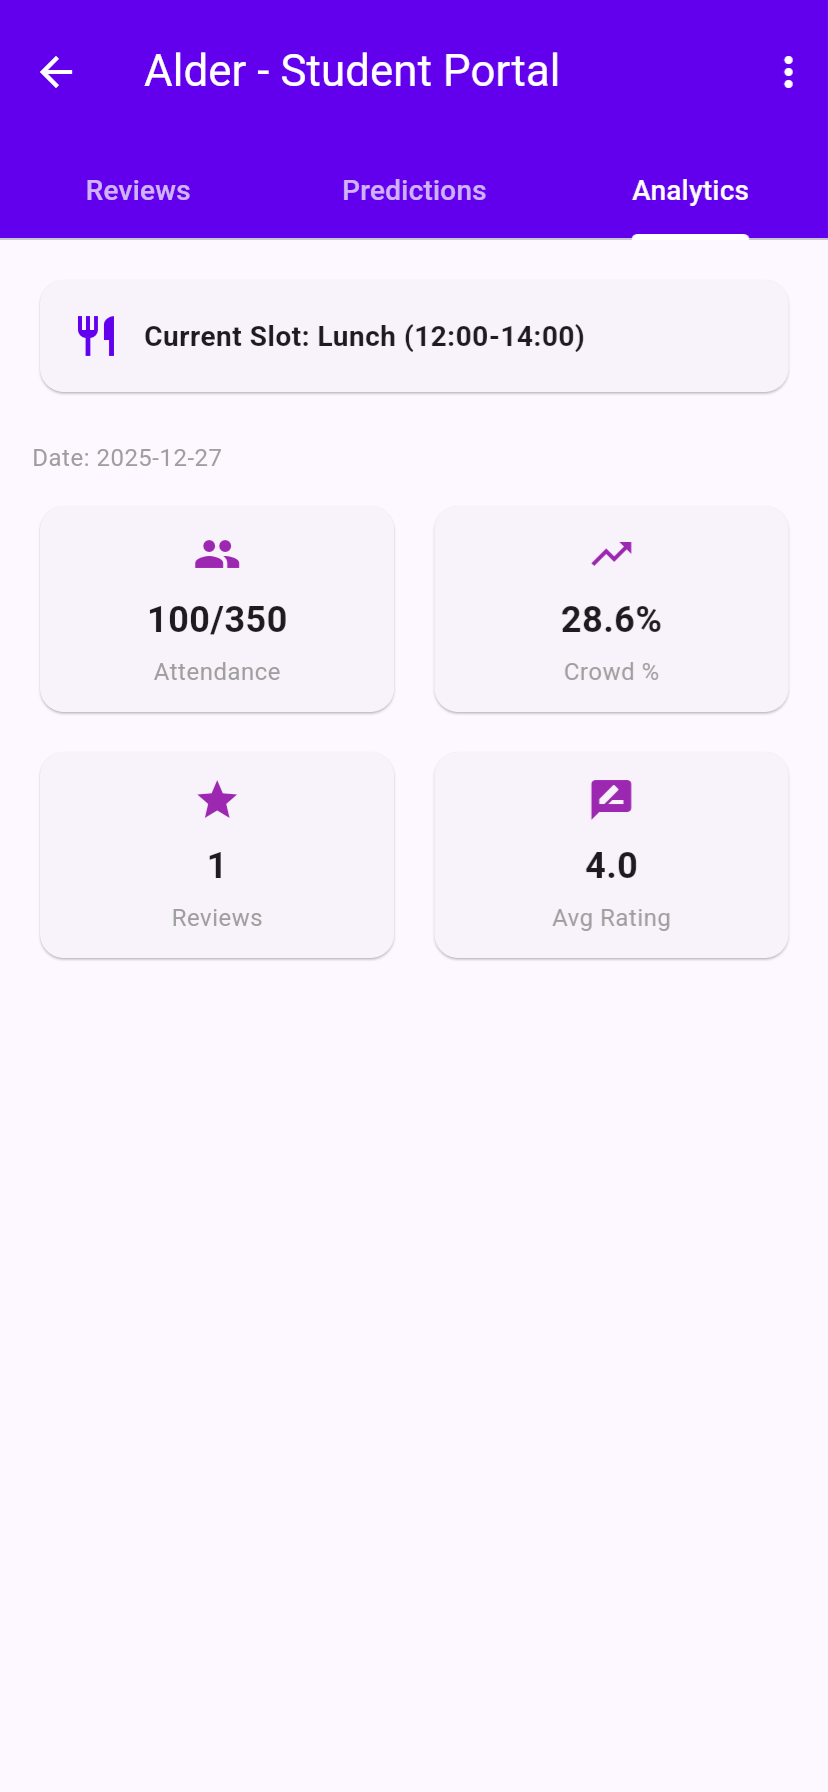 Alder - Student Portal
Reviews
Predictions
Analytics
Current Slot: Lunch (12:00-14:00)
Date: 2025-12-27
100/350
Attendance
28.6%
Crowd %
1
Reviews
4.0
Avg Rating